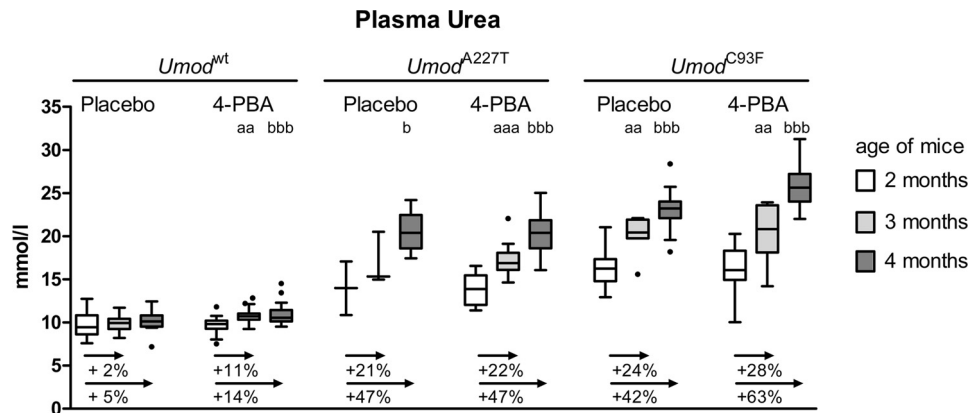 Plasma Urea
Umod^wt Umod^A227T Umod^C93F
Placebo 4-PBA Placebo 4-PBA Placebo 4-PBA
aa bbb b aaa bbb aa bbb aa bbb
mmol/l
35
30
25
20
15
10
5
0
+ 2% +11% +21% +22% +24% +28%
+ 5% +14% +47% +47% +42% +63%
age of mice
2 months
3 months
4 months